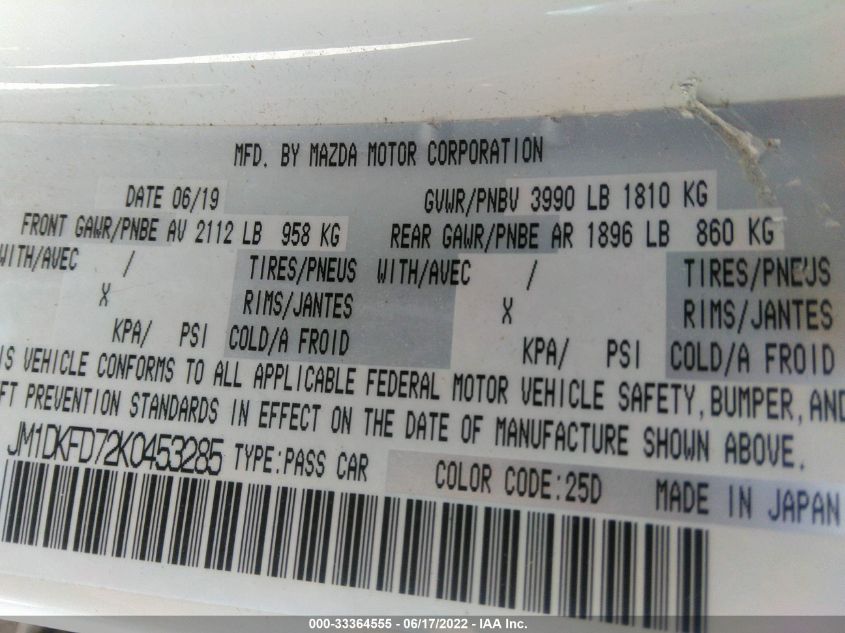 MFD. BY MAZDA MOTOR CORPORATION
DATE 06/19 GVWR/PNBV 3990 LB 1810 KG
FRONT GAWR/PNBE AV 2112 LB 958 KG REAR GAWR/PNBE AR 1896 LB 860 KG
WITH/AVEC / TIRES/PNEUS WITH/AVEC / TIRES/PNEUS
X RIMS/JANTES X RIMS/JANTES
KPA/ PSI COLD/A FROID KPA/ PSI COLD/A FROID
IS VEHICLE CONFORMS TO ALL APPLICABLE FEDERAL MOTOR VEHICLE SAFETY, BUMPER, AND
FT PREVENTION STANDARDS IN EFFECT ON THE DATE OF MANUFACTURE SHOWN ABOVE.
JM1DKFD72K0453285 TYPE:PASS CAR COLOR CODE:25D MADE IN JAPAN
000-33364555 - 06/17/2022 - IAA Inc.